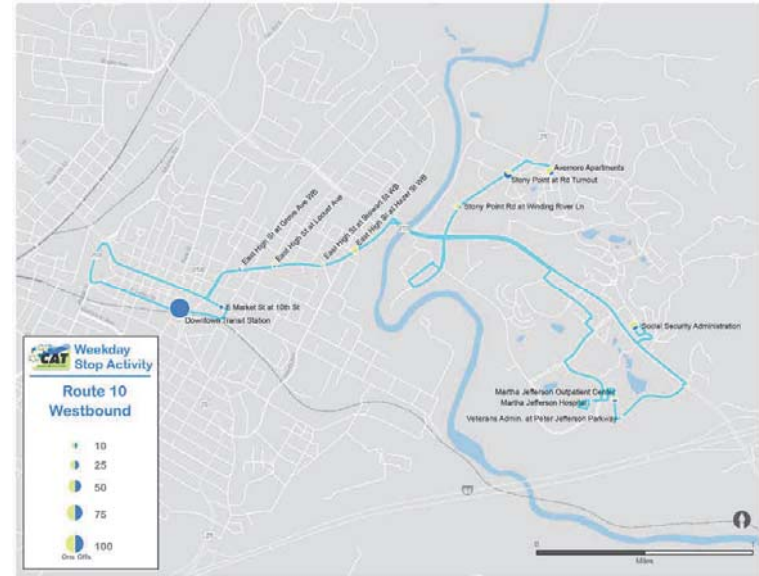 Avemore Apartments
Stony Point at Rd Turnout
Stony Point Rd at Winding River Ln
East High St at Grove Ave WB
East High St at Locust Ave
East High St at Stewart St WB
East High St at Hazel St WB
E Market St at 10th St
Downtown Transit Station
Social Security Administration
Martha Jefferson Outpatient Center
Martha Jefferson Hospital
Veterans Admin. at Peter Jefferson Parkway
CAT
Weekday
Stop Activity
Route 10
Westbound
10
25
50
75
100
Ons Offs
0
1
Miles